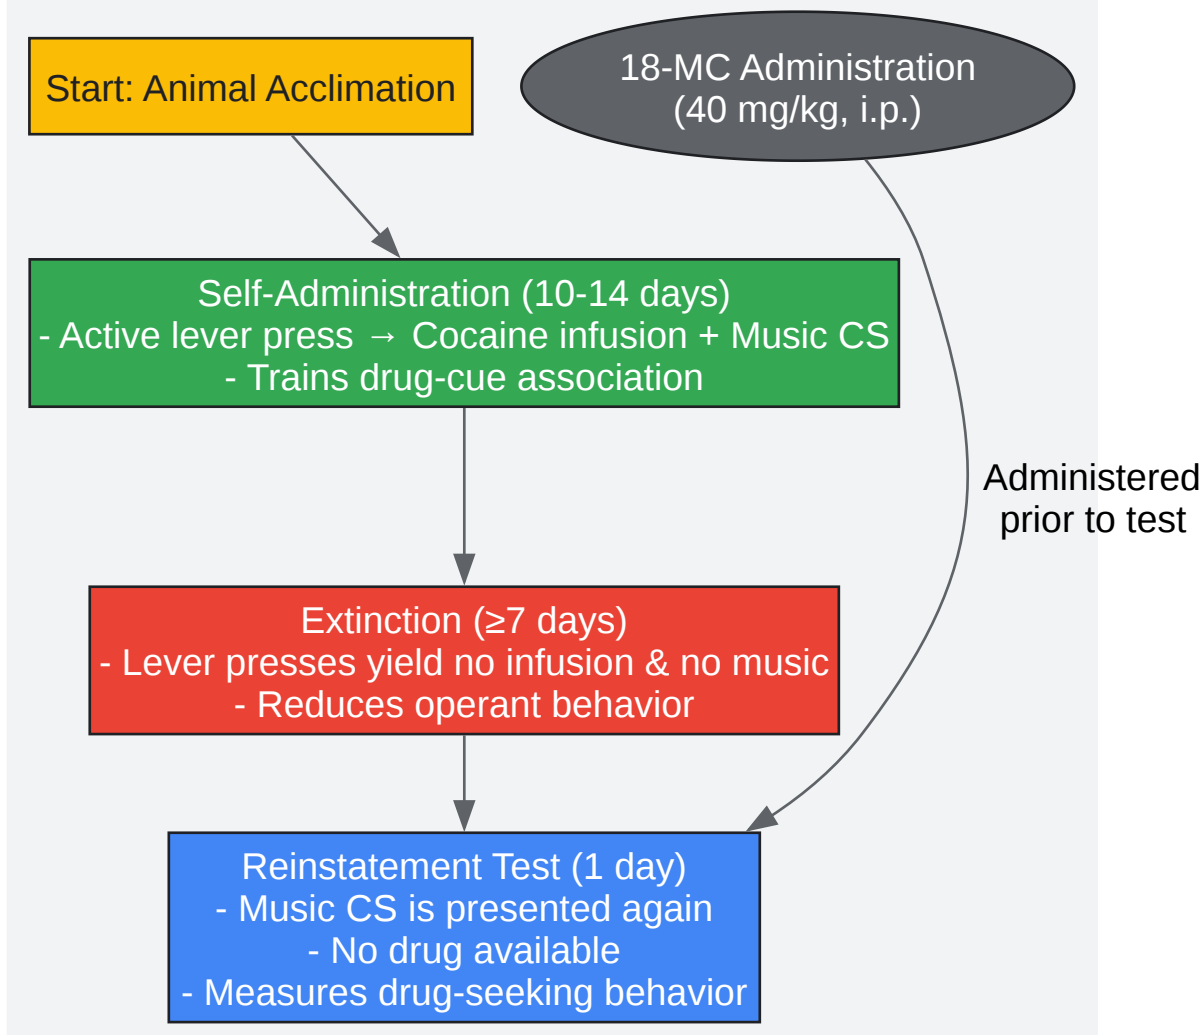 Start: Animal Acclimation
18-MC Administration
(40 mg/kg, i.p.)
Self-Administration (10-14 days)
- Active lever press → Cocaine infusion + Music CS
- Trains drug-cue association
Administered
prior to test
Extinction (≥7 days)
- Lever presses yield no infusion & no music
- Reduces operant behavior
Reinstatement Test (1 day)
- Music CS is presented again
- No drug available
- Measures drug-seeking behavior